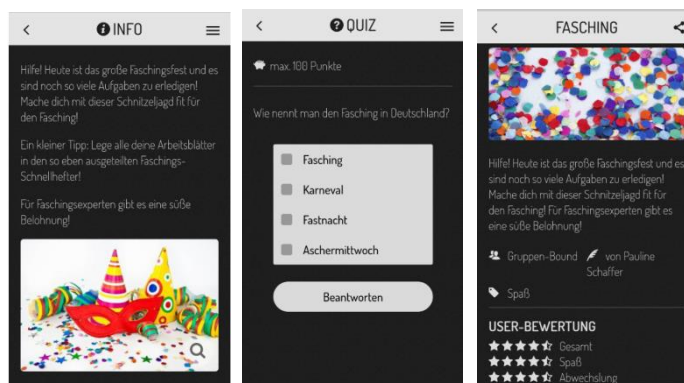 INFO
Hilfe! Heute ist das große Faschingsfest und es
sind noch so viele Aufgaben zu erledigen!
Mache dich mit dieser Schnitzeljagd fit für
den Fasching!
Ein kleiner Tipp: Lege alle deine Arbeitsblätter
in den so eben ausgeteilten Faschings-
Schnellhefter!
Für Faschingsexperten gibt es eine süße
Belohnung!
QUIZ
max. 100 Punkte
Wie nennt man den Fasching in Deutschland?
Fasching
Karneval
Fastnacht
Aschermittwoch
Beantworten
FASCHING
Hilfe! Heute ist das große Faschingsfest und es
sind noch so viele Aufgaben zu erledigen!
Mache dich mit dieser Schnitzeljagd fit für
den Fasching! Für Faschingsexperten gibt es
eine süße Belohnung!
Gruppen-Bound von Pauline
Schaffer
Spaß
USER-BEWERTUNG
Gesamt
Spaß
Abwechslung